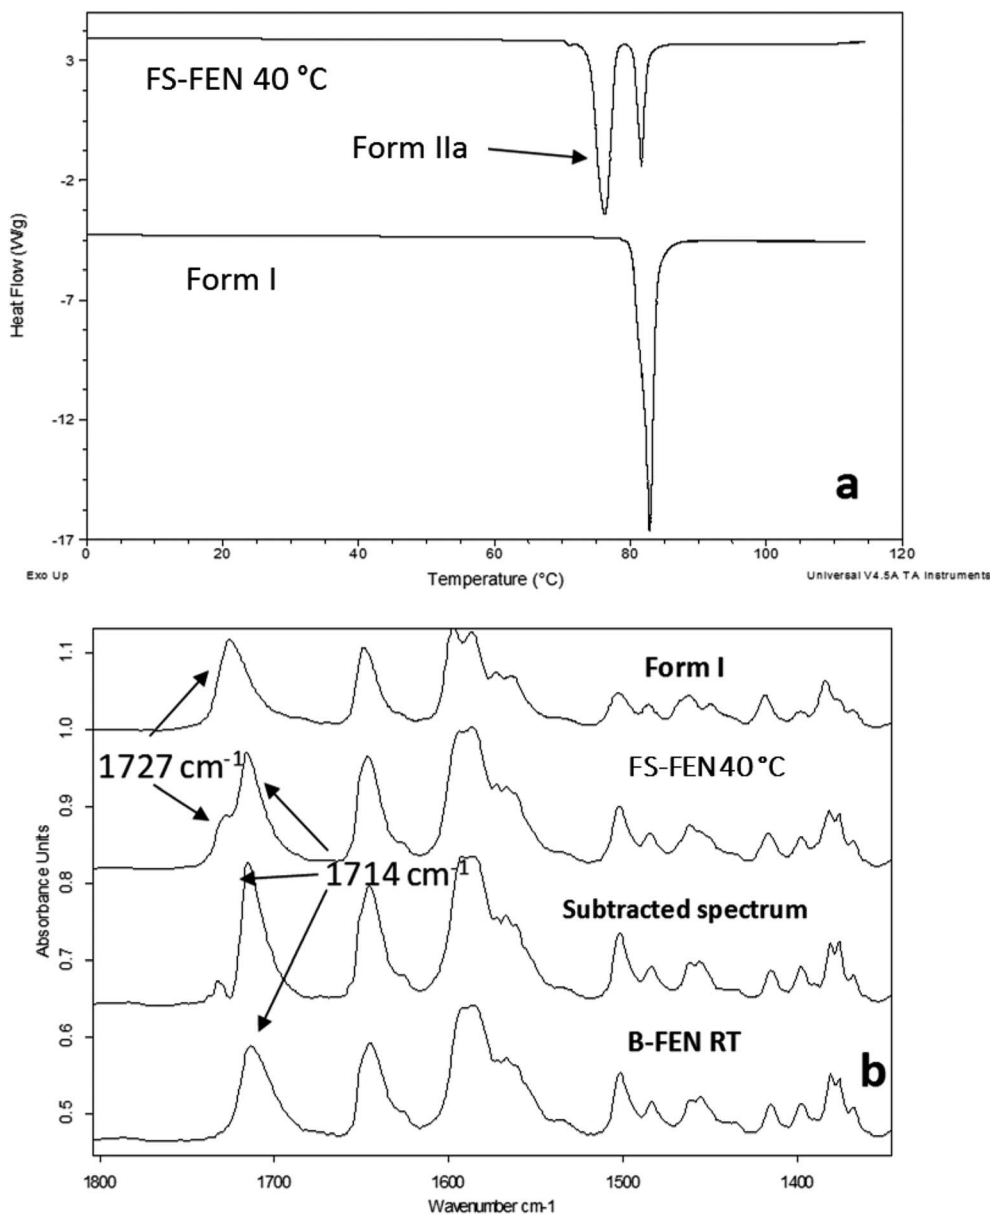 a
3
FS-FEN 40 °C
Form IIa
-2
Form I
-7
Heat Flow (W/g)
-12
a
-17
0 20 40 60 80 100 120
Exo Up
Temperature (°C)
Universal V4.5A TA Instruments
1.1
Form I
1.0
1727 cm-1
FS-FEN 40 °C
0.9
1714 cm-1
Absorbance Units
0.8
Subtracted spectrum
0.7
0.6
B-FEN RT
b
0.5
1800 1700 1600 1500 1400
Wavenumber cm-1